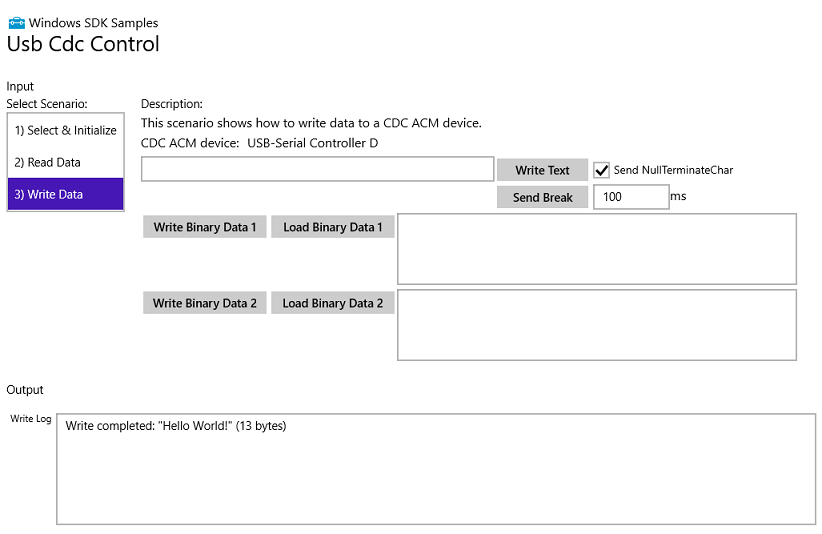 Windows SDK Samples
Usb Cdc Control
Input
Select Scenario:
1) Select & Initialize
2) Read Data
3) Write Data
Description:
This scenario shows how to write data to a CDC ACM device.
CDC ACM device: USB-Serial Controller D
Write Text Send NullTerminateChar
Send Break 100 ms
Write Binary Data 1 Load Binary Data 1
Write Binary Data 2 Load Binary Data 2
Output
Write Log
Write completed: "Hello World!" (13 bytes)